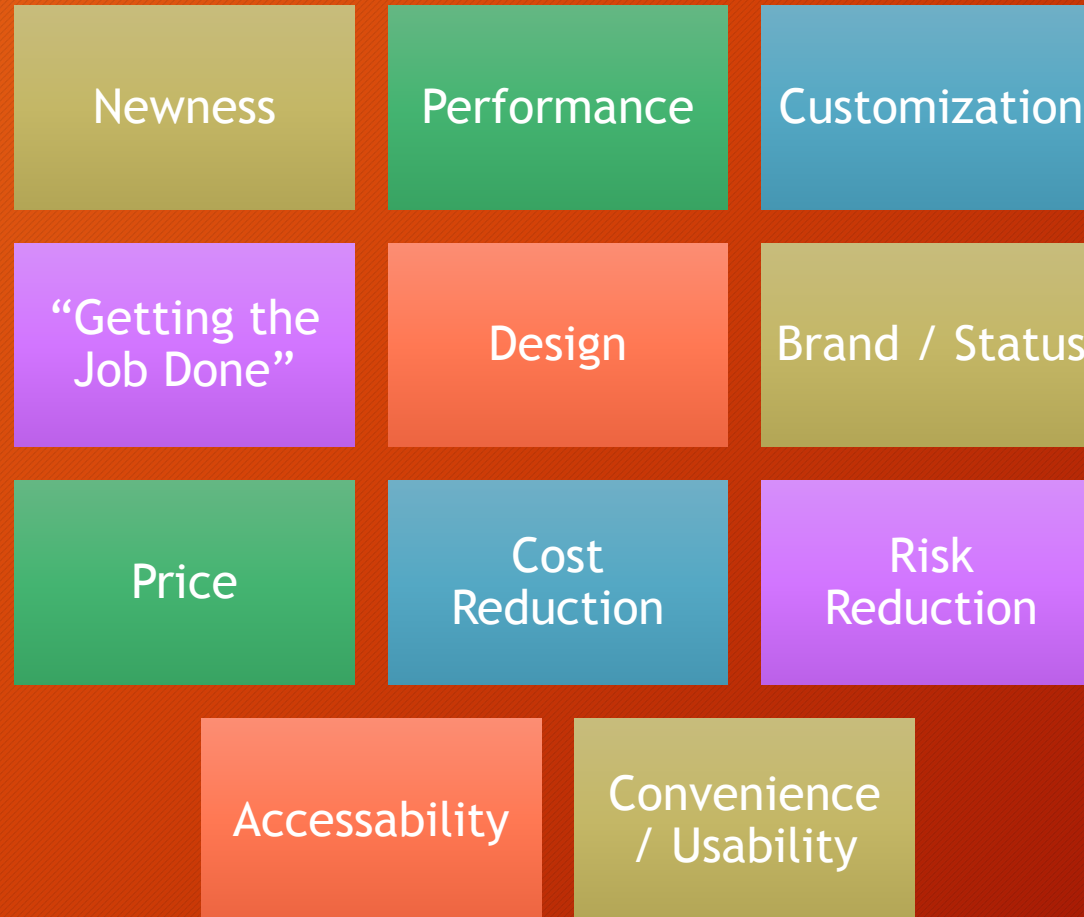 Newness
Performance
Customization
“Getting the
Job Done”
Design
Brand / Status
Price
Cost
Reduction
Risk
Reduction
Accessability
Convenience
/ Usability